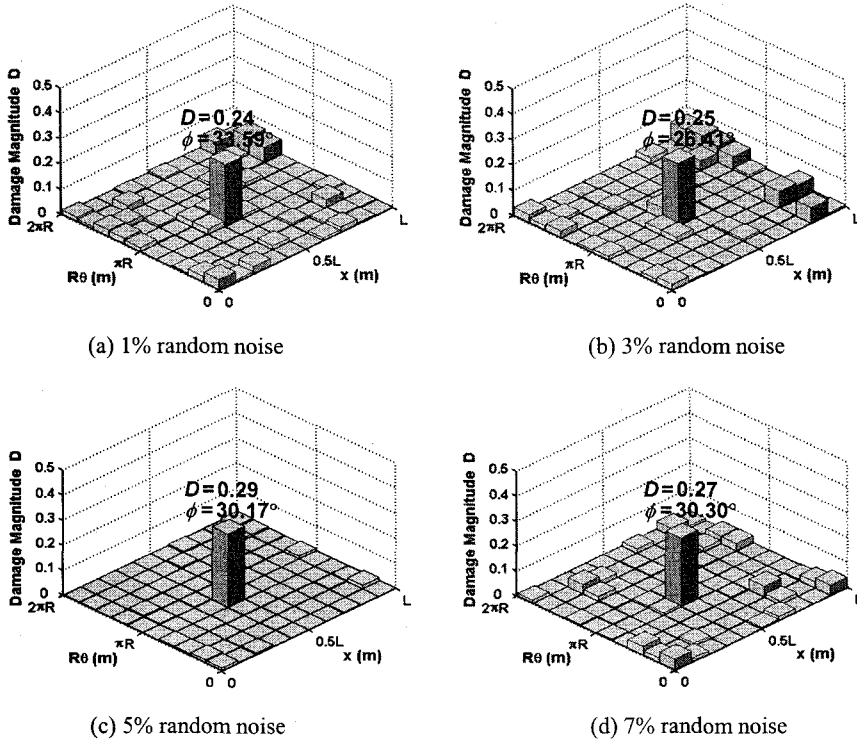 Damage Magnitude D
0.5
0.4
0.3
0.2
0.1
0
2πR
πR
0
Rθ (m)
0
0.5L
L
x (m)
D=0.24
ϕ=33.59°
(a) 1% random noise
Damage Magnitude D
0.5
0.4
0.3
0.2
0.1
0
2πR
πR
0
Rθ (m)
0
0.5L
L
x (m)
D=0.25
ϕ=26.41°
(b) 3% random noise
Damage Magnitude D
0.5
0.4
0.3
0.2
0.1
0
2πR
πR
0
Rθ (m)
0
0.5L
L
x (m)
D=0.29
ϕ=30.17°
(c) 5% random noise
Damage Magnitude D
0.5
0.4
0.3
0.2
0.1
0
2πR
πR
0
Rθ (m)
0
0.5L
L
x (m)
D=0.27
ϕ=30.30°
(d) 7% random noise